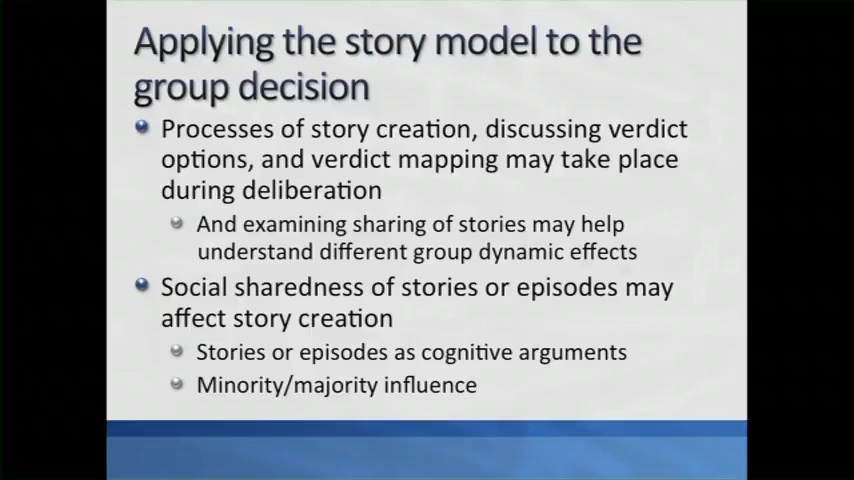 Applying the story model to the
group decision
Processes of story creation, discussing verdict
options, and verdict mapping may take place
during deliberation
And examining sharing of stories may help
understand different group dynamic effects
Social sharedness of stories or episodes may
affect story creation
Stories or episodes as cognitive arguments
Minority/majority influence